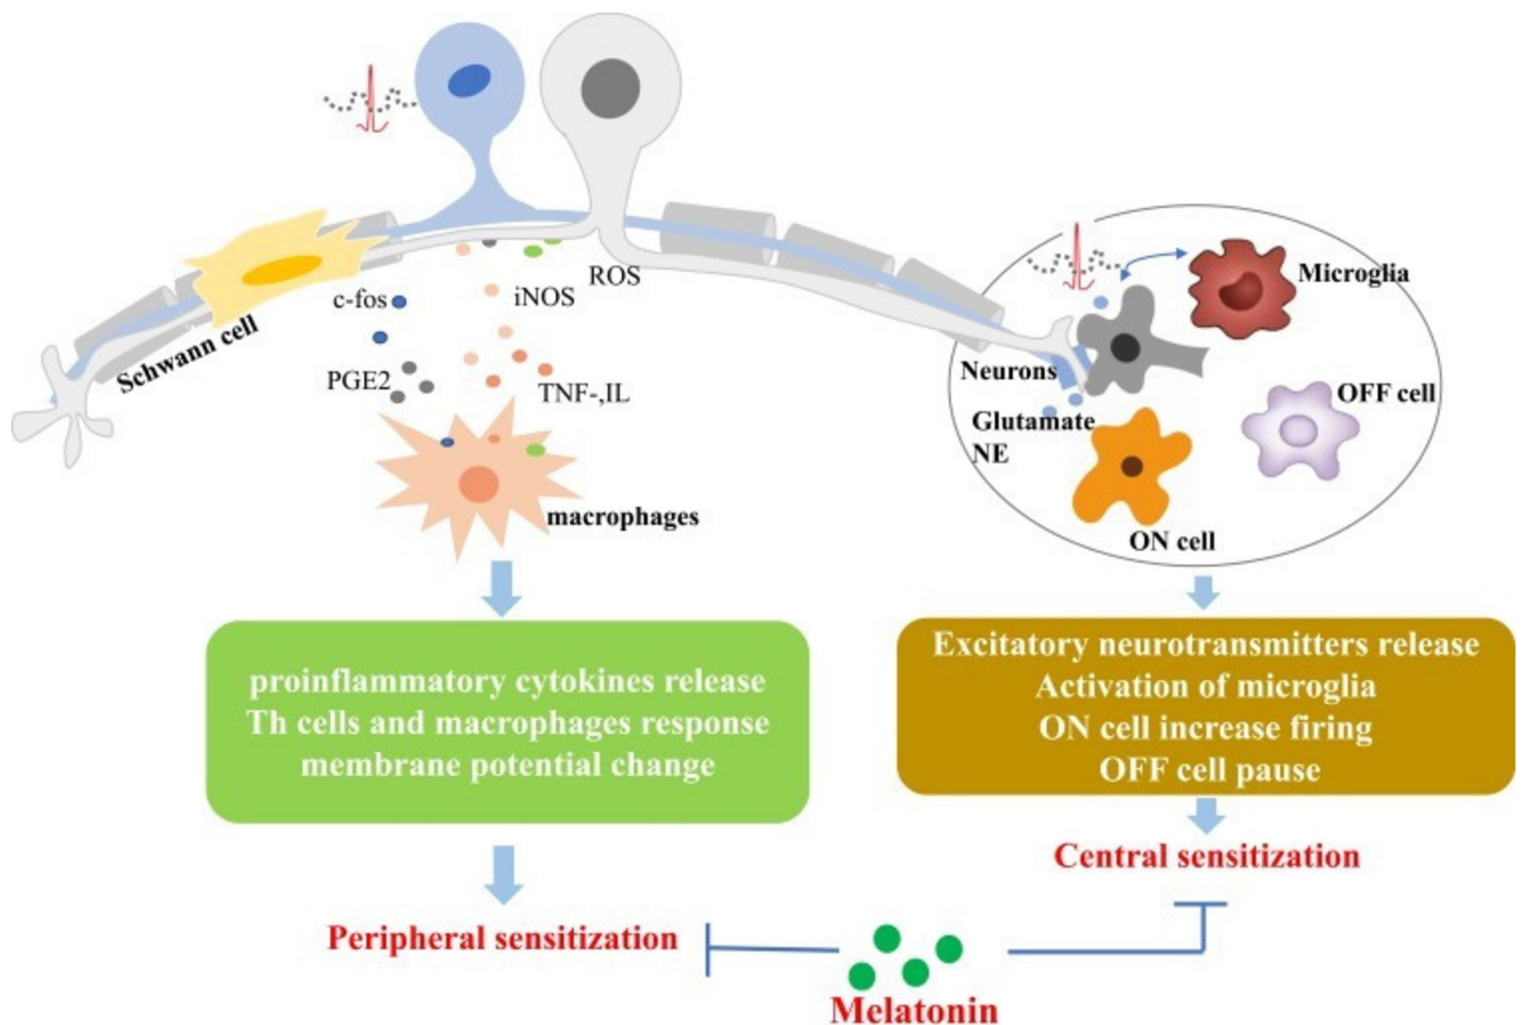 ROS
iNOS
c-fos
Schwann cell
PGE2
TNF-,IL
macrophages
Microglia
Neurons
OFF cell
Glutamate
NE
ON cell
proinflammatory cytokines release
Th cells and macrophages response
membrane potential change
Excitatory neurotransmitters release
Activation of microglia
ON cell increase firing
OFF cell pause
Central sensitization
Peripheral sensitization
Melatonin